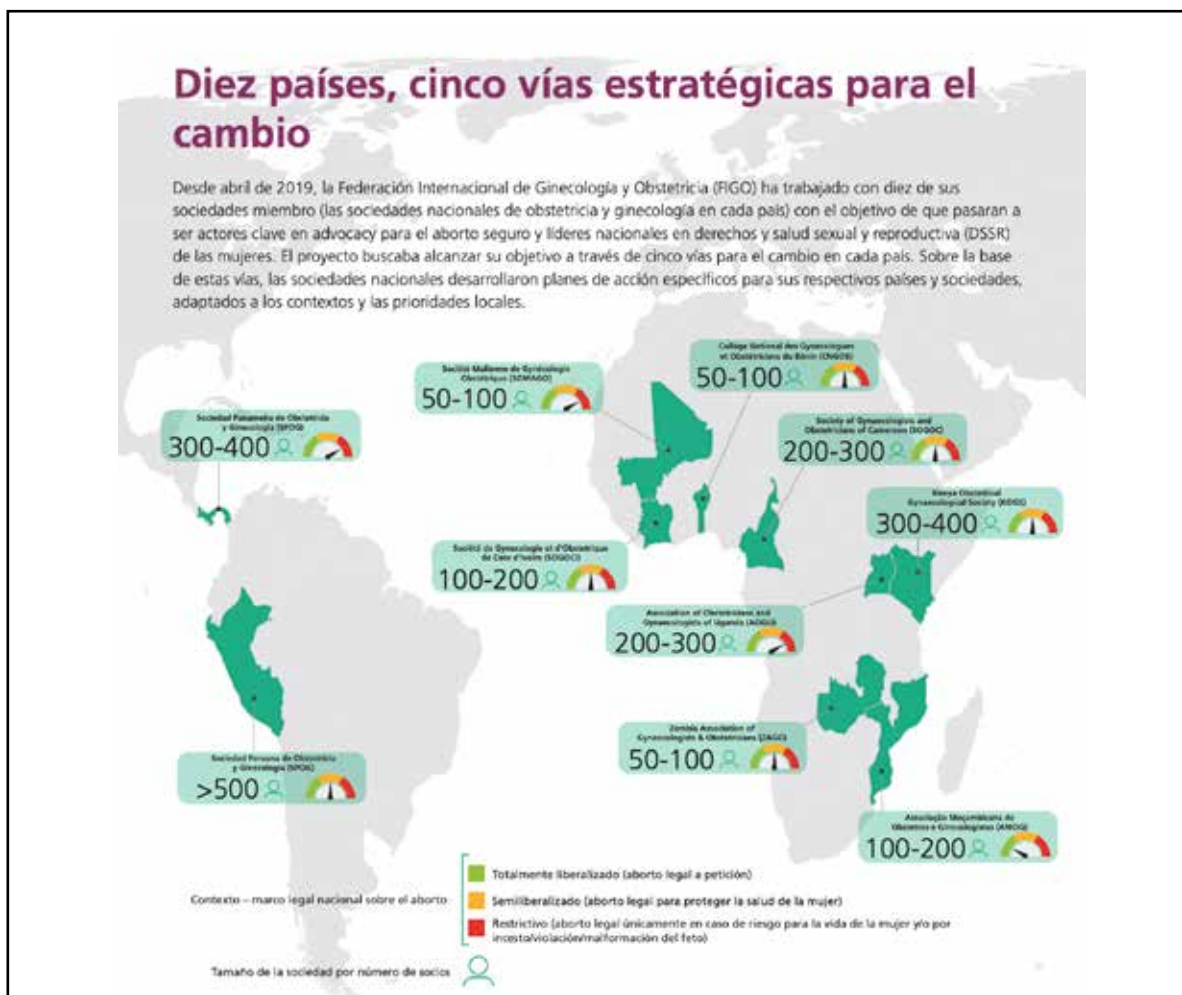 Diez países, cinco vías estratégicas para el
cambio
Desde abril de 2019, la Federación Internacional de Ginecología y Obstetricia (FIGO) ha trabajado con diez de sus
sociedades miembro (las sociedades nacionales de obstetricia y ginecología en cada país) con el objetivo de que pasaran a
ser actores clave en advocacy para el aborto seguro y líderes nacionales en derechos y salud sexual y reproductiva (DSSR)
de las mujeres. El proyecto buscaba alcanzar su objetivo a través de cinco vías para el cambio en cada país. Sobre la base
de estas vías, las sociedades nacionales desarrollaron planes de acción específicos para sus respectivos países y sociedades,
adaptados a los contextos y las prioridades locales.
Collège National des Gynécologues
et Obstétriciens du Bénin (CNGOB)
50-100
Société Malienne de Gynécologie
Obstétrique (SOMAGO)
50-100
Sociedad Panameña de Obstetricia
y Ginecología (SPOG)
300-400
Society of Gynaecologists and
Obstetricians of Cameroon (SOGOC)
200-300
Kenya Obstetrical
Gynaecological Society (KOGS)
300-400
Société de Gynécologie et d'Obstétrique
de Côte d'Ivoire (SOGOCI)
100-200
Association of Obstetricians and
Gynaecologists of Uganda (AOGU)
200-300
Zambia Association of
Gynaecologists & Obstetricians (ZAGO)
50-100
Sociedad Peruana de Obstetricia
y Ginecología (SPOG)
>500
Associação Moçambicana de
Obstetras e Ginecologistas (AMOG)
100-200
Contexto – marco legal nacional sobre el aborto
Totalmente liberalizado (aborto legal a petición)
Semiliberalizado (aborto legal para proteger la salud de la mujer)
Restrictivo (aborto legal únicamente en caso de riesgo para la vida de la mujer y/o por
incesto/violación/malformación del feto)
Tamaño de la sociedad por número de socios